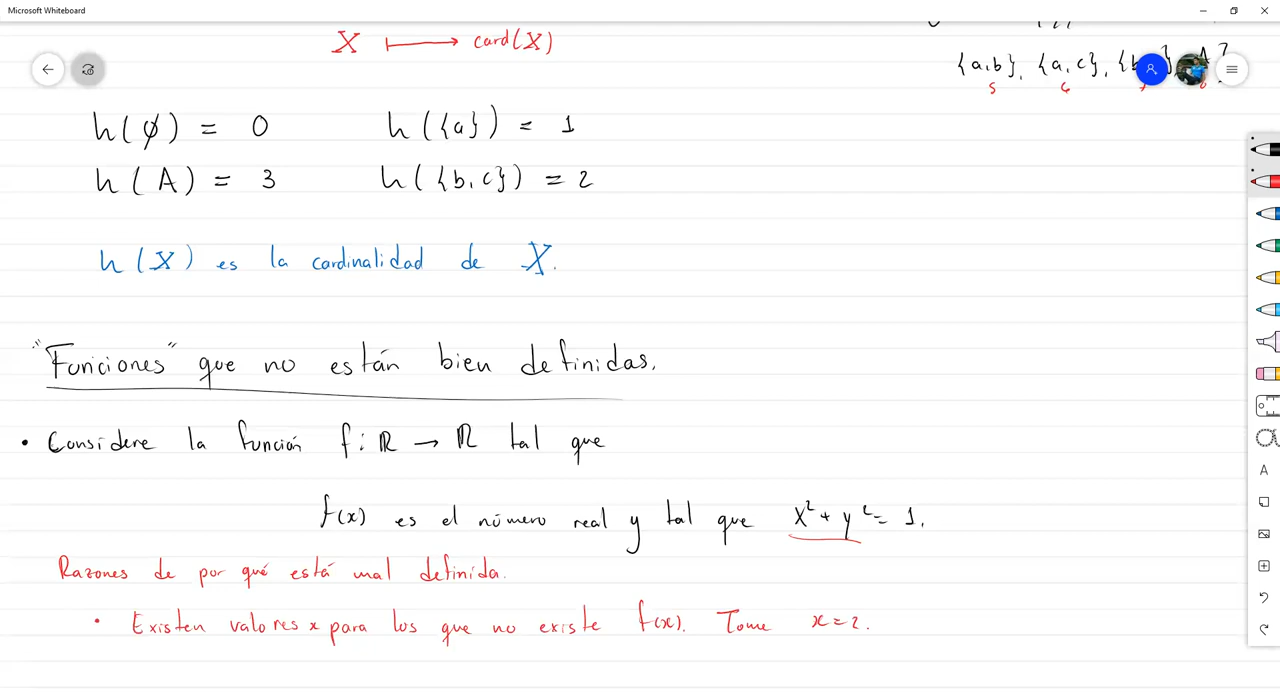 Microsoft Whiteboard
X ⟼ card(X)
{a,b}, {a,c},
5 6
h(∅) = 0 h({a}) = 1
h(A) = 3 h({b,c}) = 2
h(X) es la cardinalidad de X.
"Funciones" que no están bien definidas.
• Considere la función f: ℝ → ℝ tal que
f(x) es el número real y tal que x² + y² = 1.
Razones de por qué está mal definida.
• Existen valores x para los que no existe f(x). Tome x=2.
A